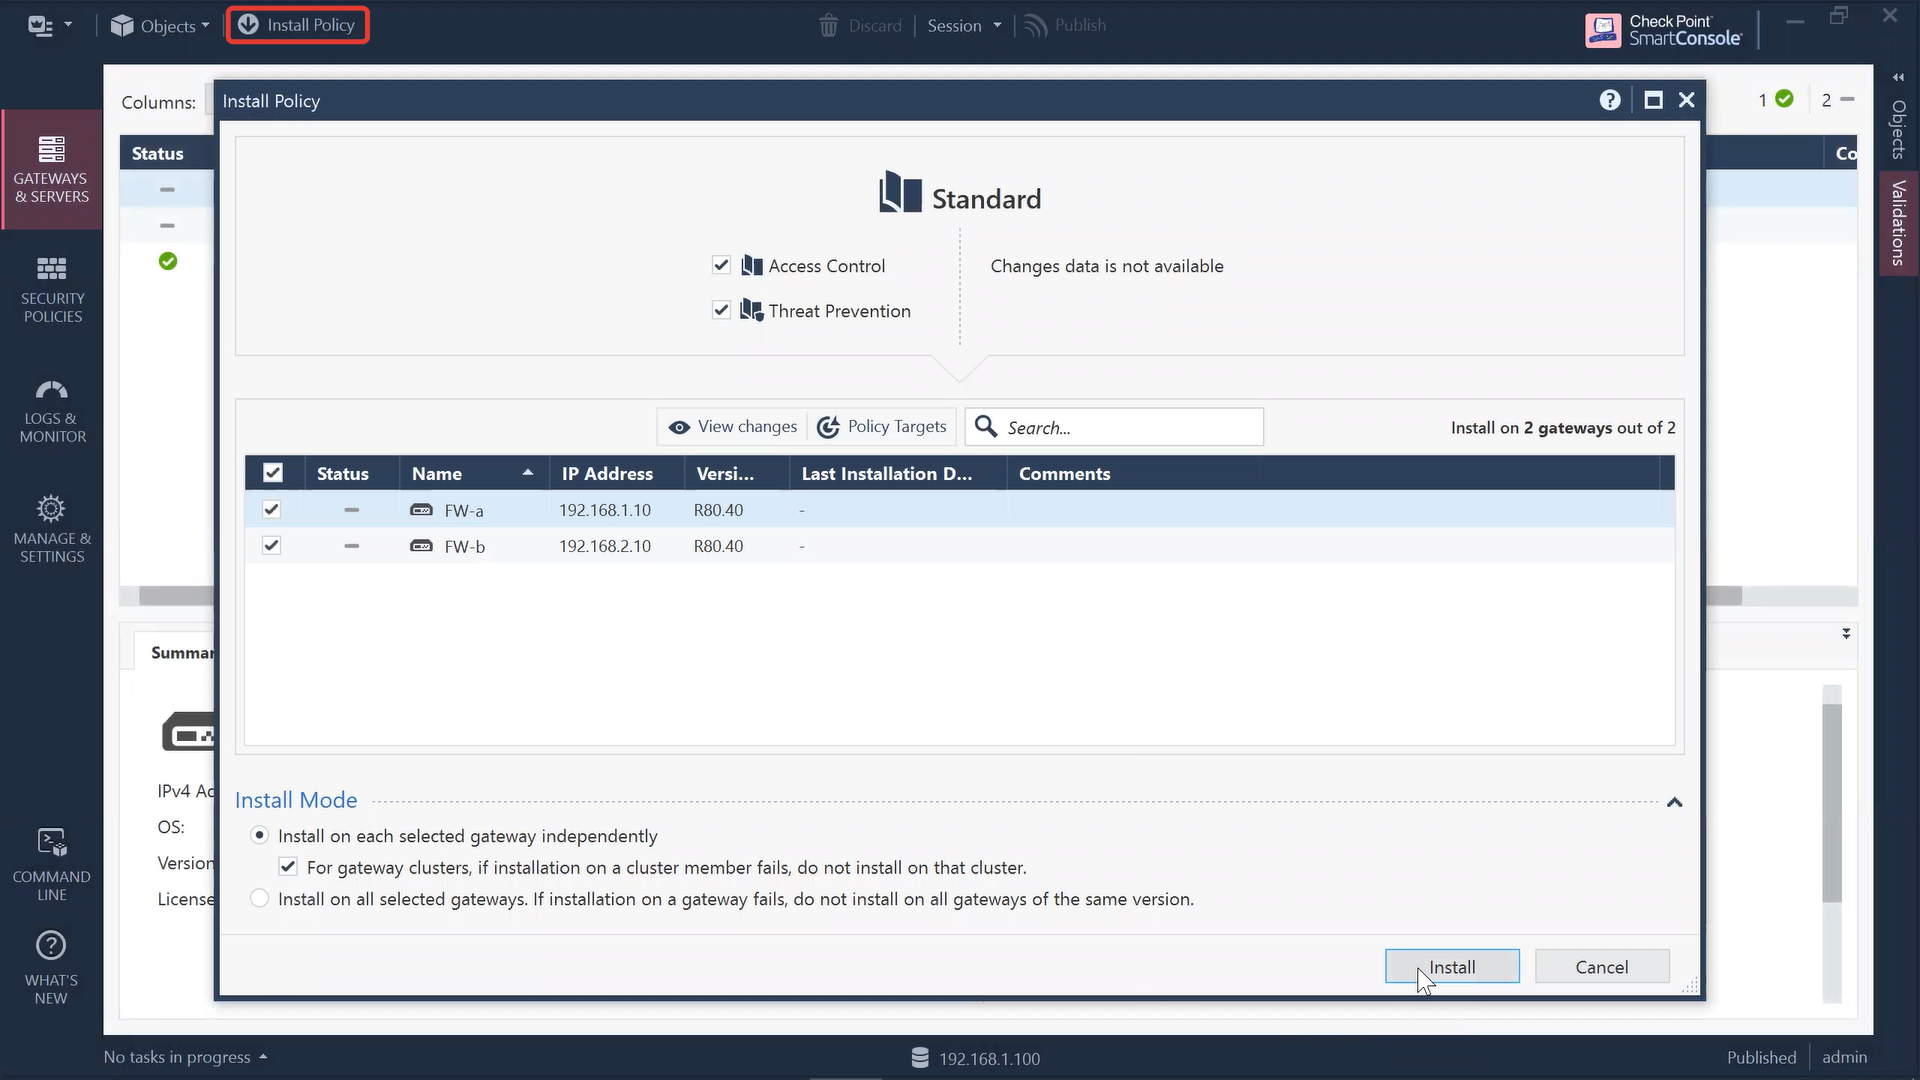 Objects
Install Policy
Discard
Session
Publish
Check Point
SmartConsole
Columns:
Install Policy
1
2
Status
Co
Objects
Validations
GATEWAYS
& SERVERS
SECURITY
POLICIES
LOGS &
MONITOR
MANAGE &
SETTINGS
COMMAND
LINE
WHAT'S
NEW
Standard
Access Control
Changes data is not available
Threat Prevention
View changes
Policy Targets
Search...
Install on 2 gateways out of 2
Status Name IP Address Versi... Last Installation D... Comments
FW-a 192.168.1.10 R80.40 -
FW-b 192.168.2.10 R80.40 -
Summar
IPv4 Ad
OS:
Version
License
Install Mode
Install on each selected gateway independently
For gateway clusters, if installation on a cluster member fails, do not install on that cluster.
Install on all selected gateways. If installation on a gateway fails, do not install on all gateways of the same version.
Install
Cancel
No tasks in progress
192.168.1.100
Published
admin